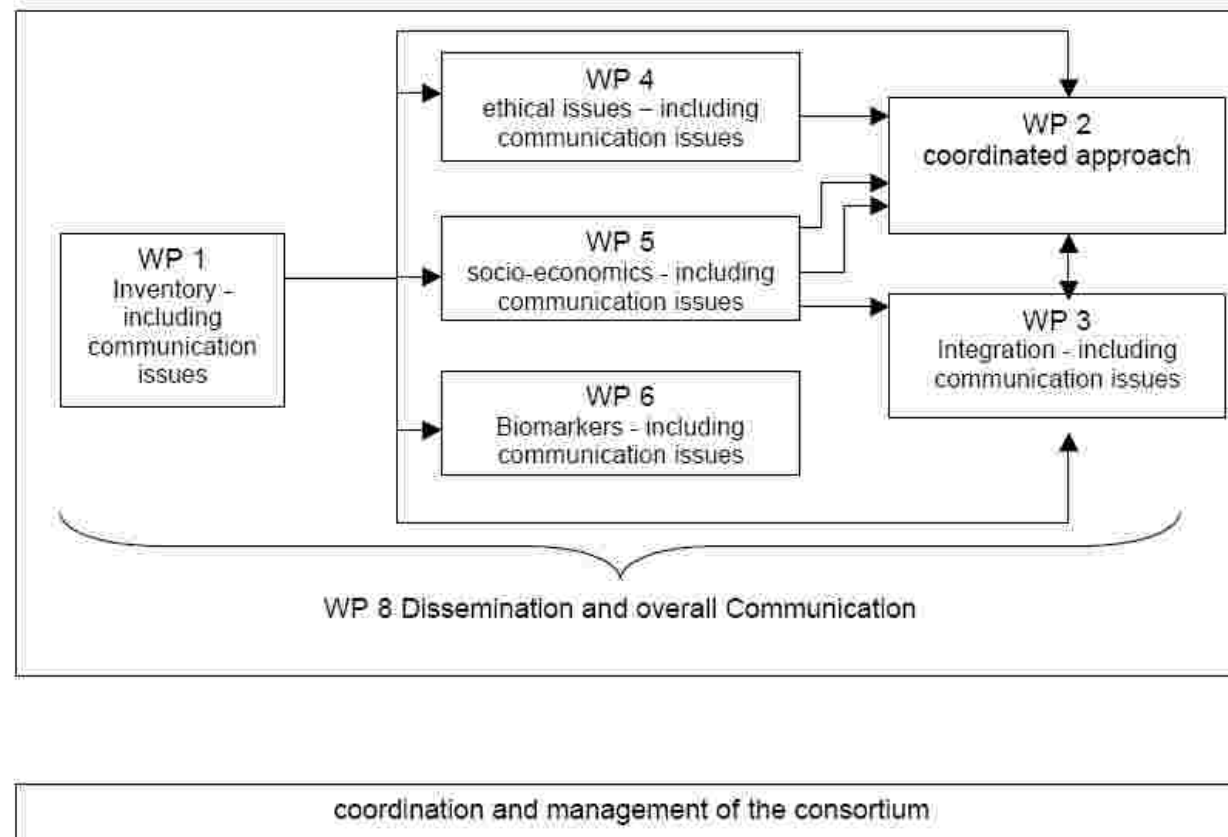 WP 1
Inventory -
including
communication
issues
WP 4
ethical issues – including
communication issues
WP 5
socio-economics - including
communication issues
WP 6
Biomarkers - including
communication issues
WP 2
coordinated approach
WP 3
Integration - including
communication issues
WP 8 Dissemination and overall Communication
coordination and management of the consortium